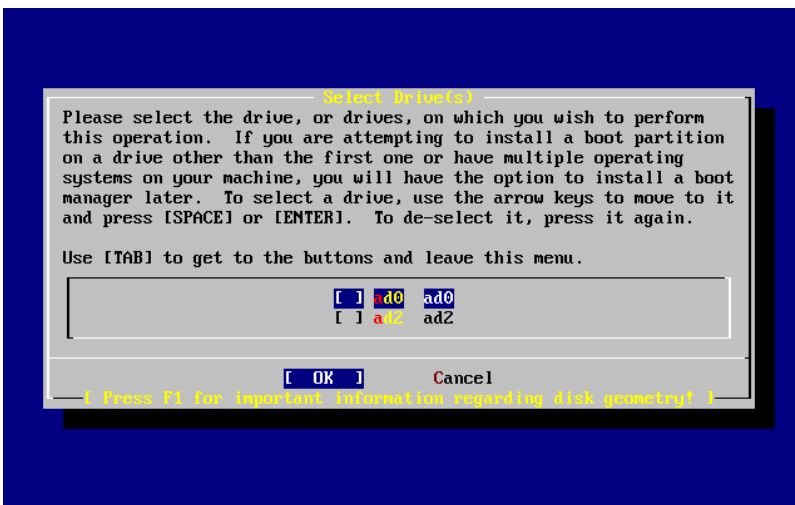 Select Drive(s)
Please select the drive, or drives, on which you wish to perform
this operation.  If you are attempting to install a boot partition
on a drive other than the first one or have multiple operating
systems on your machine, you will have the option to install a boot
manager later.  To select a drive, use the arrow keys to move to it
and press [SPACE] or [ENTER].  To de-select it, press it again.
Use [TAB] to get to the buttons and leave this menu.
[ ] ad0 ad0
[ ] ad2 ad2
[ OK ] Cancel
[ Press F1 for important information regarding disk geometry! ]